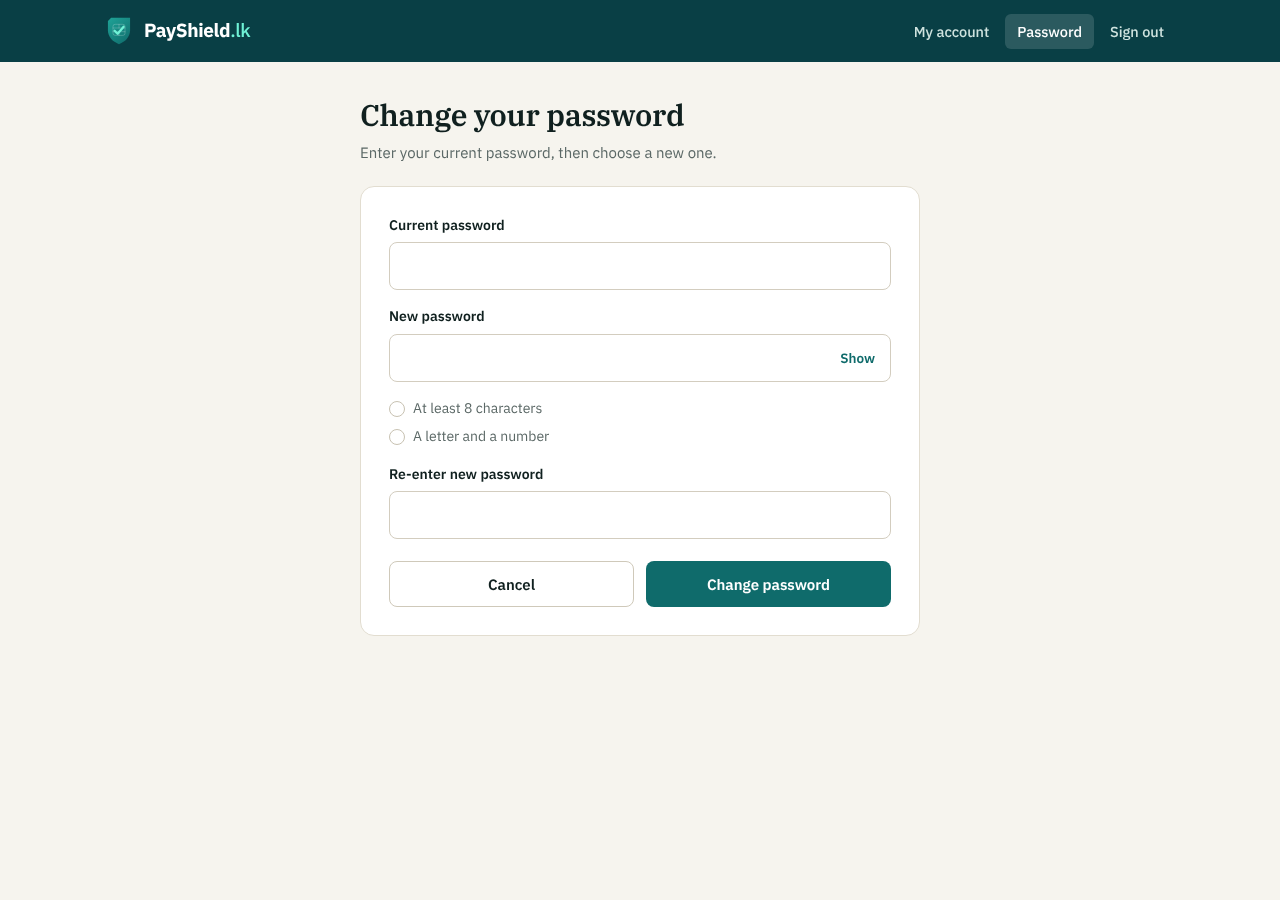 PayShield.lk
My account
Password
Sign out
Change your password
Enter your current password, then choose a new one.
Current password
New password
Show
At least 8 characters
A letter and a number
Re-enter new password
Cancel
Change password